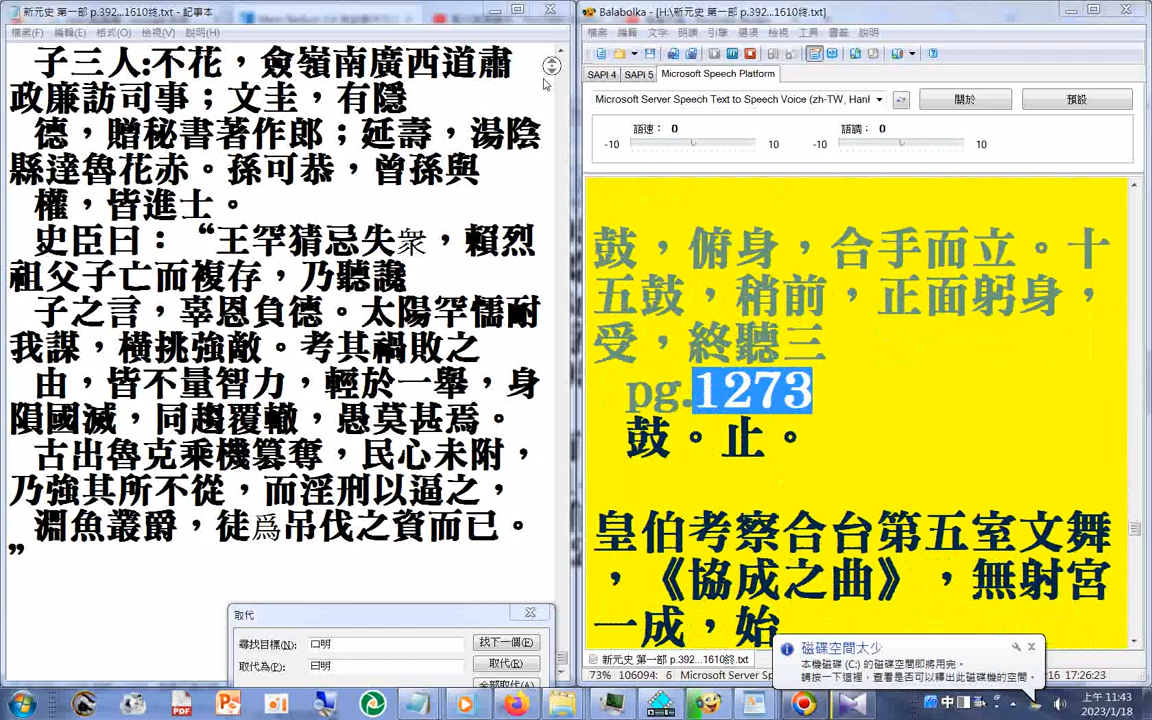 新元史 第一部 p.392...1610終.txt - 記事本
檔案(F) 編輯(E) 格式(O) 檢視(V) 說明(H)
子三人:不花，僉嶺南廣西道肅
政廉訪司事；文圭，有隱
德，贈秘書著作郎；延壽，湯陰
縣達魯花赤。孫可恭，曾孫與
權，皆進士。
史臣曰：“王罕猜忌失衆，賴烈
祖父子亡而複存，乃聽讒
子之言，辜恩負德。太陽罕懦耐
我謀，橫挑強敵。考其禍敗之
由，皆不量智力，輕於一舉，身
隕國滅，同趨覆轍，愚莫甚焉。
古出魯克乘機篡奪，民心未附，
乃強其所不從，而淫刑以逼之，
淵魚叢爵，徒爲吊伐之資而已。
”
取代
尋找目標(N): 口明
找下一個(F)
取代為(P): 曰明
取代(R)
全部取代(A)
Balabolka - [H:\新元史 第一部 p.392...1610終.txt]
檔案 編輯 文字 朗讀 引擎 選項 檢視 工具 書籤 說明
SAPI 4 SAPI 5 Microsoft Speech Platform
Microsoft Server Speech Text to Speech Voice (zh-TW, Hanl
關於
預設
語速： 0
語調： 0
-10 10 -10 10
鼓，俯身，合手而立。十
五鼓，稍前，正面躬身，
受，終聽三
pg.1273
鼓。止。
皇伯考察合台第五室文舞
，《協成之曲》，無射宮
一成，始
新元史 第一部 p.392...1610終.txt
73% 106094: 6 Microsoft Server Sp
16 17:26:23
磁碟空間太少
本機磁碟 (C:) 的磁碟空間即將用完。
請按一下這裡，查看是否可以釋出此磁碟機的空間。
中
上午 11:43
2023/1/18